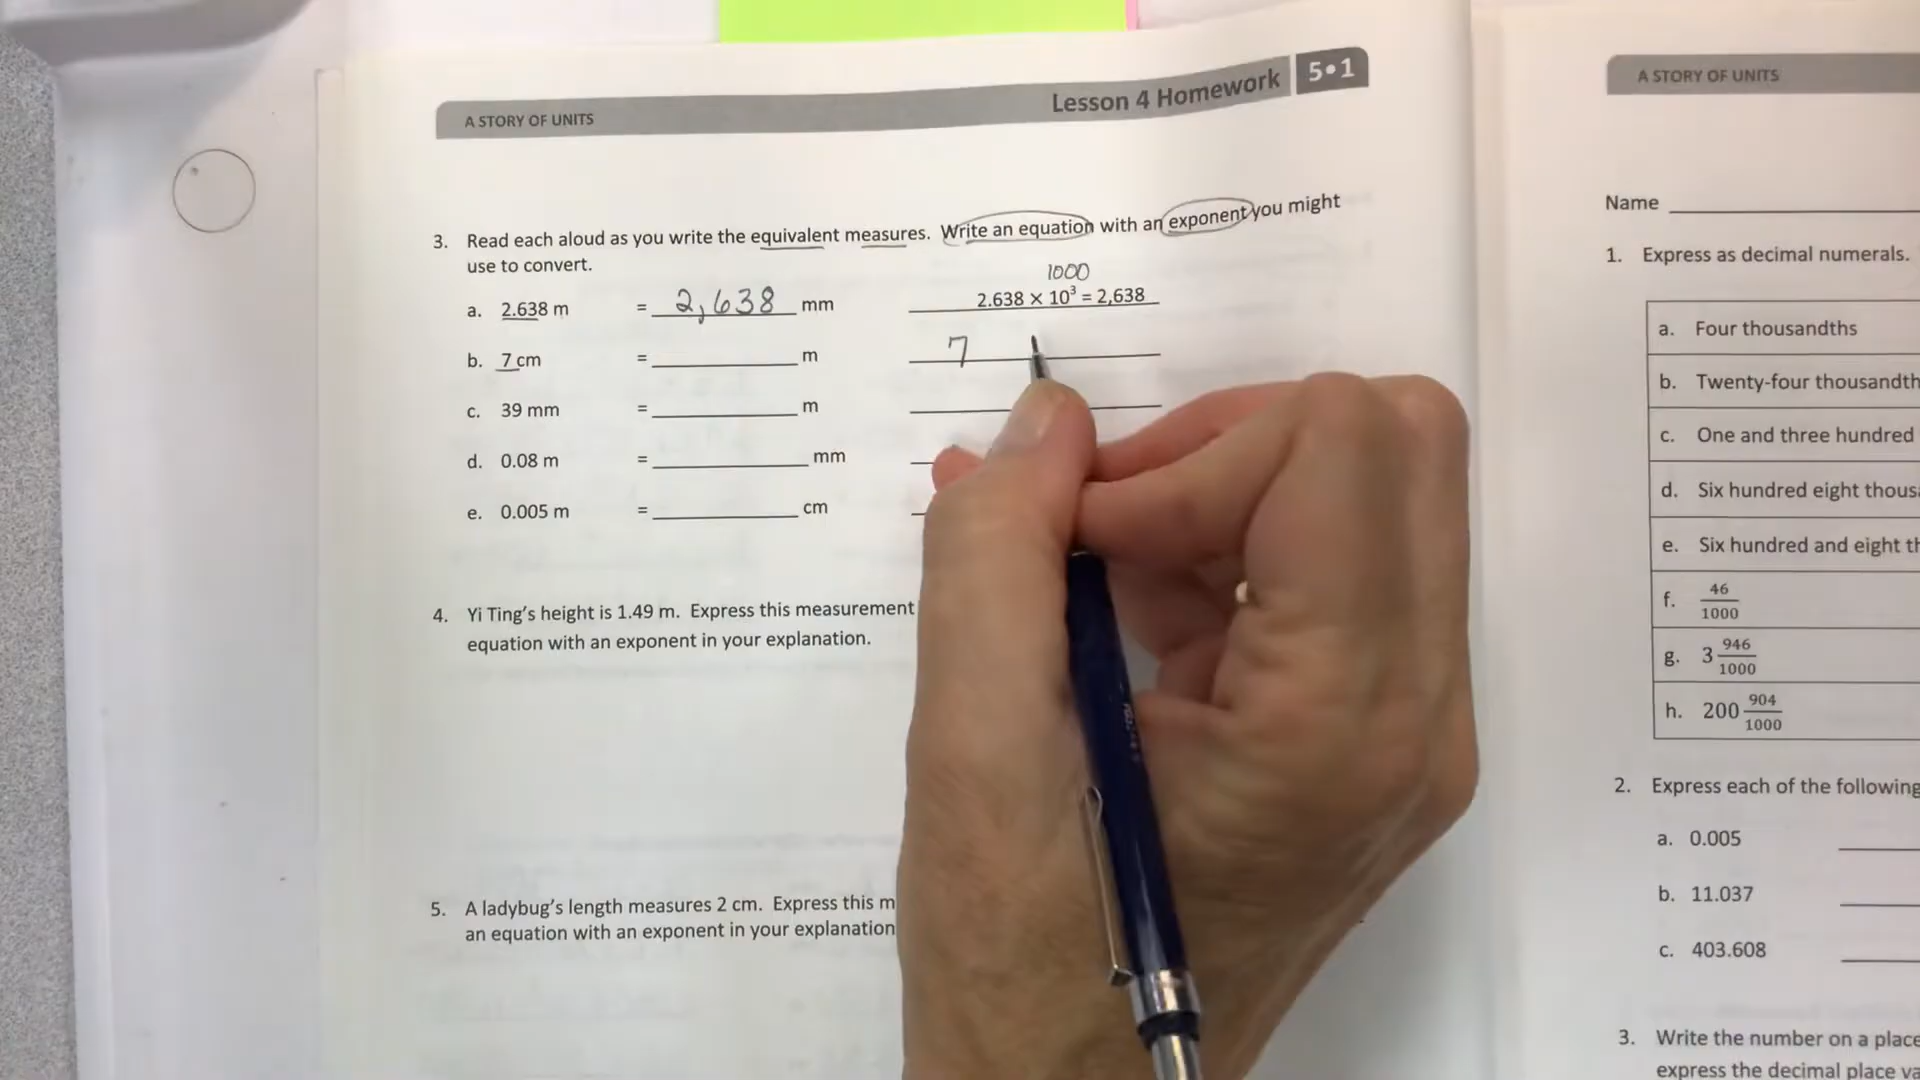 A STORY OF UNITS
Lesson 4 Homework 5•1
3. Read each aloud as you write the equivalent measures. Write an equation with an exponent you might
use to convert.
1000
a. 2.638 m = 2,638 mm 2.638 × 10³ = 2,638
b. 7 cm = ____ m 7
c. 39 mm = ____ m
d. 0.08 m = ____ mm
e. 0.005 m = ____ cm
4. Yi Ting’s height is 1.49 m. Express this measurement
equation with an exponent in your explanation.
5. A ladybug’s length measures 2 cm. Express this m
an equation with an exponent in your explanation
A STORY OF UNITS
Name
1. Express as decimal numerals.
a. Four thousandths
b. Twenty-four thousandth
c. One and three hundred
d. Six hundred eight thous
e. Six hundred and eight th
f. 46/1000
g. 3 946/1000
h. 200 904/1000
2. Express each of the following
a. 0.005
b. 11.037
c. 403.608
3. Write the number on a place
express the decimal place va